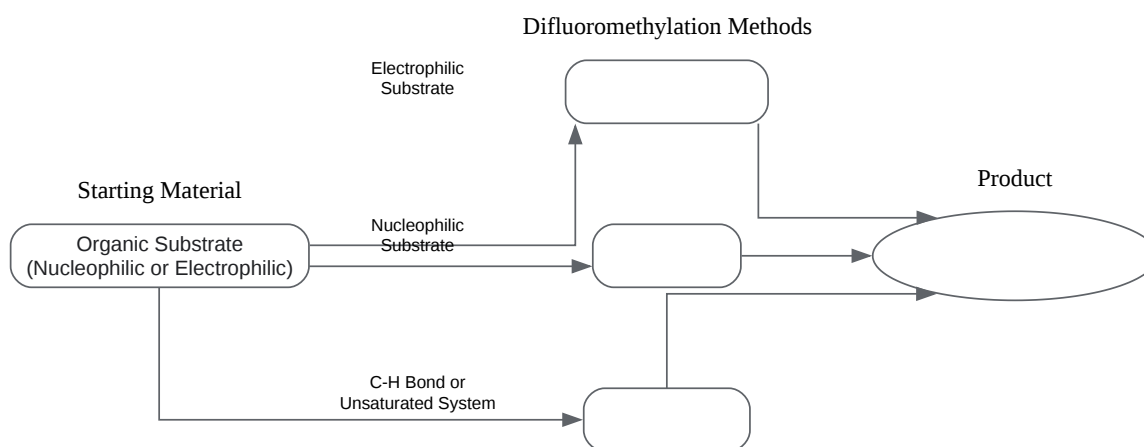 Difluoromethylation Methods
Electrophilic
Substrate
Starting Material
Product
Organic Substrate
(Nucleophilic or Electrophilic)
Nucleophilic
Substrate
C-H Bond or
Unsaturated System